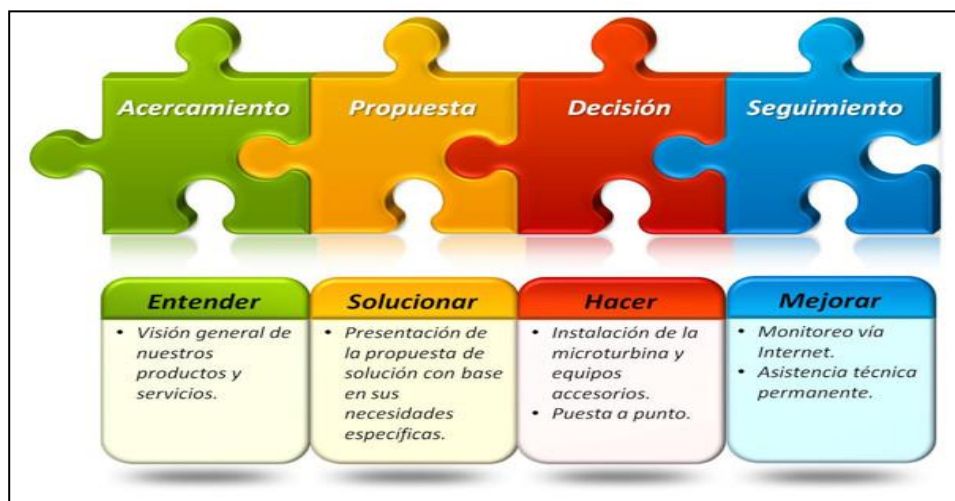 Acercamiento
Propuesta
Decisión
Seguimiento
Entender
• Visión general de
nuestros
productos y
servicios.
Solucionar
• Presentación de
la propuesta de
solución con base
en sus
necesidades
específicas.
Hacer
• Instalación de la
microturbina y
equipos
accesorios.
• Puesta a punto.
Mejorar
• Monitoreo vía
Internet.
• Asistencia técnica
permanente.